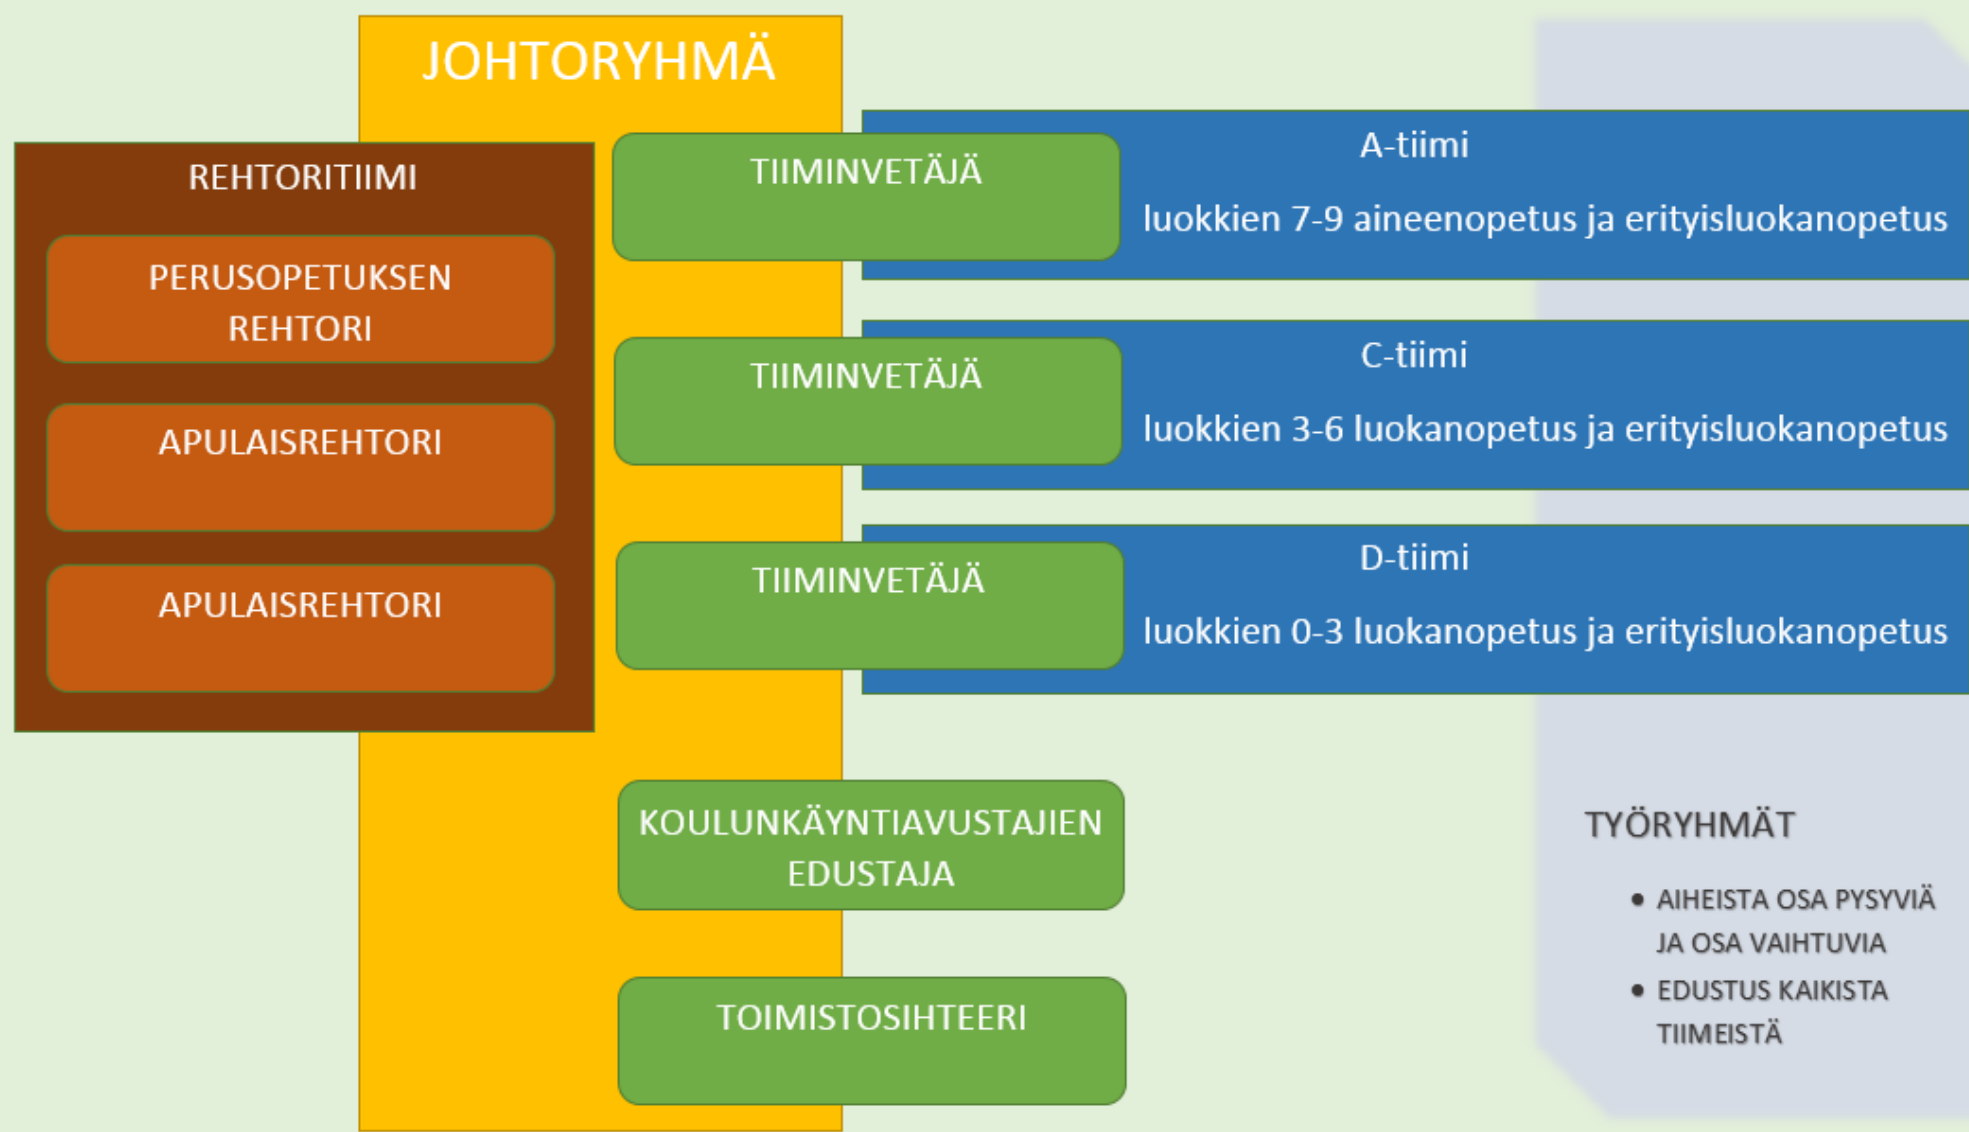 JOHTORYHMÄ
REHTORITIIMI
PERUSOPETUKSEN
REHTORI
APULAISREHTORI
APULAISREHTORI
TIIMINVETÄJÄ
A-tiimi
luokkien 7-9 aineenopetus ja erityisluokanopetus
TIIMINVETÄJÄ
C-tiimi
luokkien 3-6 luokanopetus ja erityisluokanopetus
TIIMINVETÄJÄ
D-tiimi
luokkien 0-3 luokanopetus ja erityisluokanopetus
KOULUNKÄYNTIAVUSTAJIEN
EDUSTAJA
TOIMISTOSIHTEERI
TYÖRYHMÄT
• AIHEISTA OSA PYSYVIÄ
JA OSA VAIHTUVIA
• EDUSTUS KAIKISTA
TIIMEISTÄ